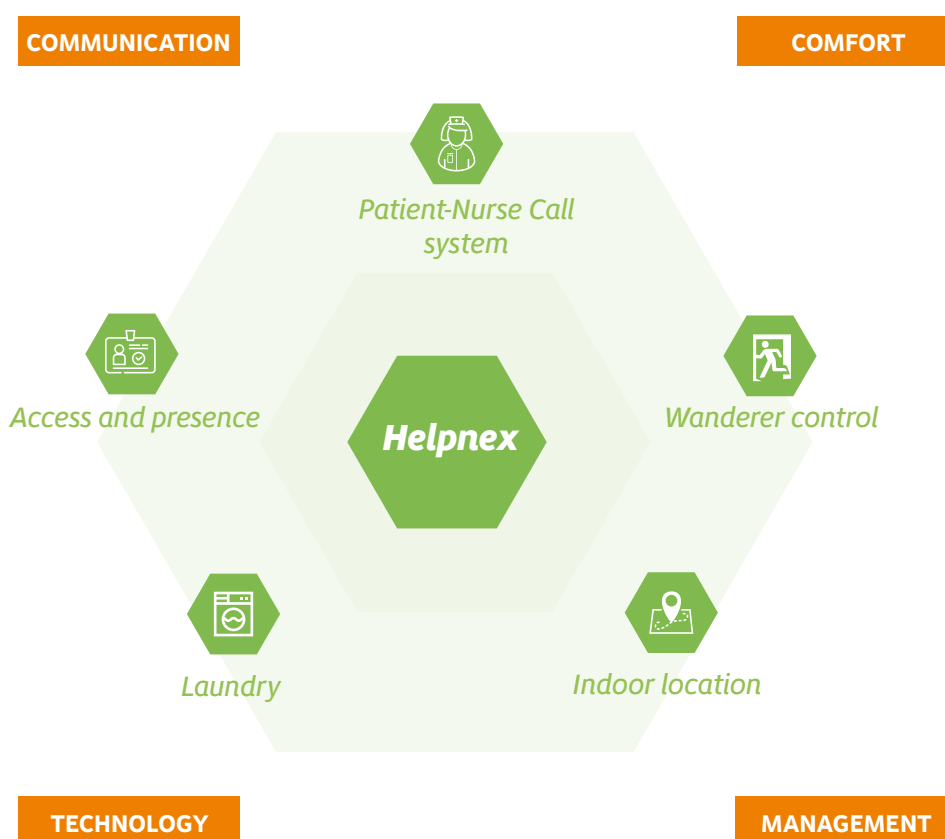 COMMUNICATION
COMFORT
Patient-Nurse Call
system
Access and presence
Wanderer control
Helpnex
Laundry
Indoor location
TECHNOLOGY
MANAGEMENT